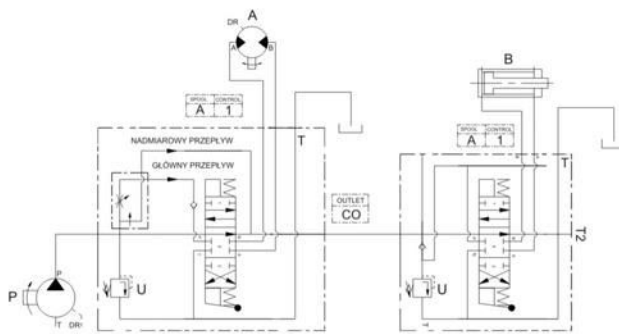 A
DR
A B
B
SPOOL CONTROL
A 1
SPOOL CONTROL
A 1
NADMIAROWY PRZEPŁYW
T
GŁÓWNY PRZEPŁYW
T
OUTLET
CO
T2
P
P
U
U
T
DR
T